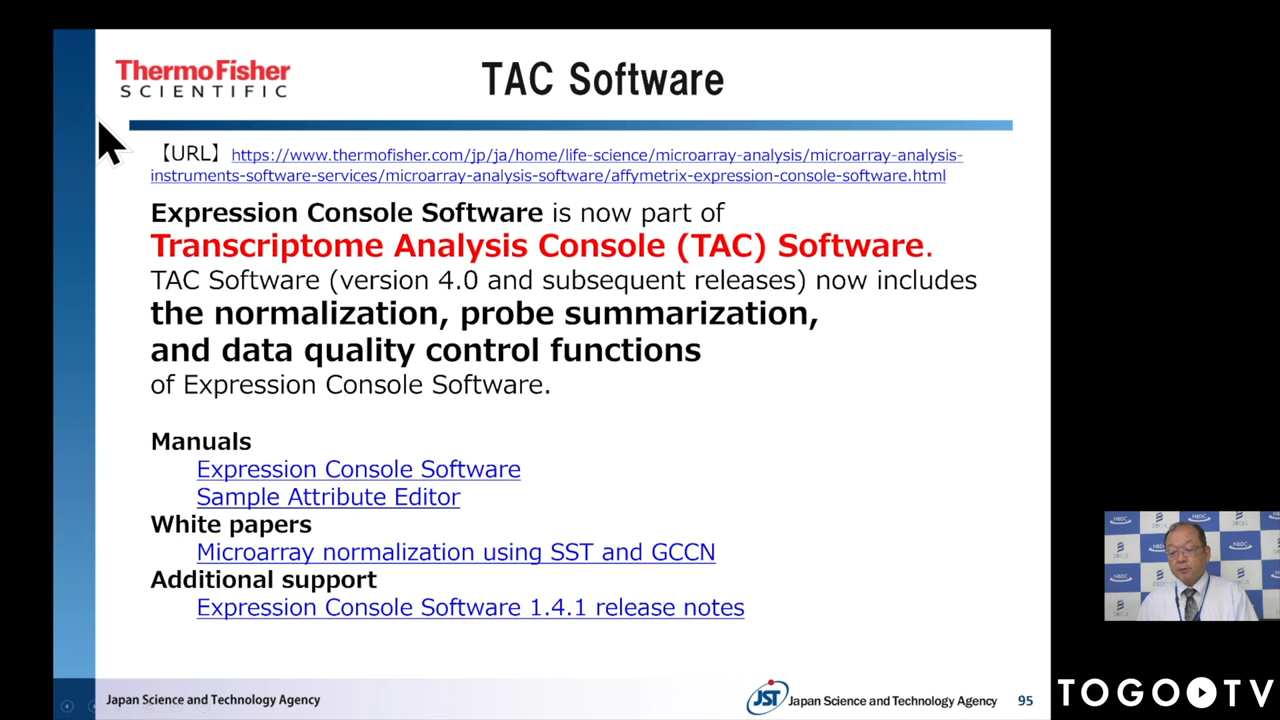 ThermoFisher
SCIENTIFIC
TAC Software
【URL】 https://www.thermofisher.com/jp/ja/home/life-science/microarray-analysis/microarray-analysis-
instruments-software-services/microarray-analysis-software/affymetrix-expression-console-software.html
Expression Console Software is now part of
Transcriptome Analysis Console (TAC) Software.
TAC Software (version 4.0 and subsequent releases) now includes
the normalization, probe summarization,
and data quality control functions
of Expression Console Software.
Manuals
Expression Console Software
Sample Attribute Editor
White papers
Microarray normalization using SST and GCCN
Additional support
Expression Console Software 1.4.1 release notes
NBDC
NBDC
NBDC
Japan Science and Technology Agency
JST Japan Science and Technology Agency
95
TOGO TV